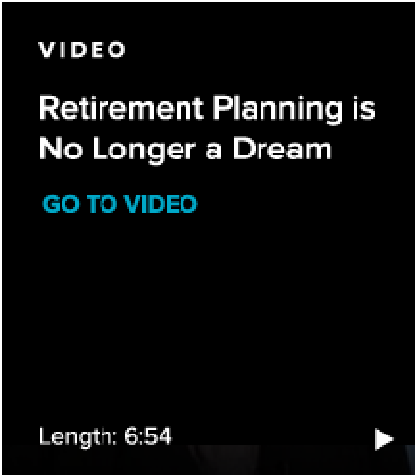 VIDEO
Retirement Planning is
No Longer a Dream
GO TO VIDEO
Length: 6:54